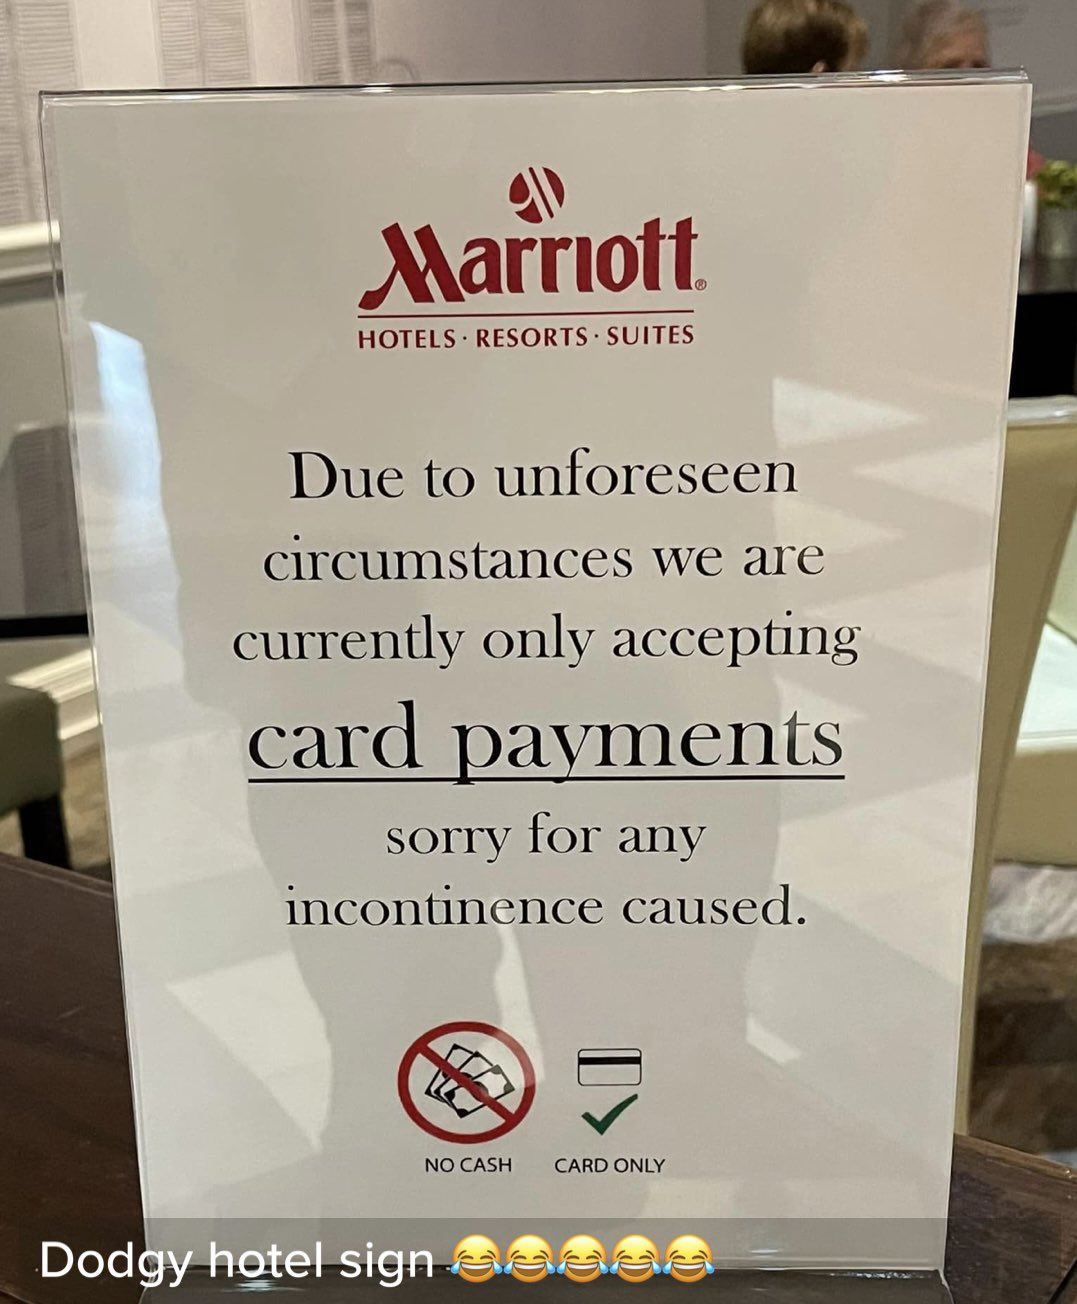 Marriott®
HOTELS · RESORTS · SUITES
Due to unforeseen
circumstances we are
currently only accepting
card payments
sorry for any
incontinence caused.
NO CASH
CARD ONLY
Dodgy hotel sign 😂😂😂😂😂